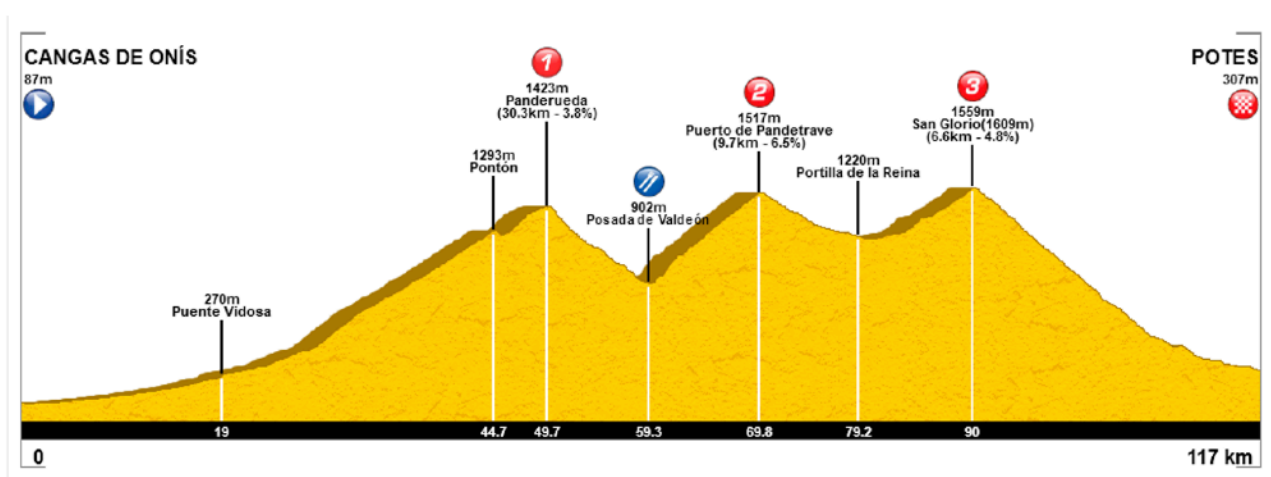 CANGAS DE ONÍS
87m
1293m
Pontón
270m
Puente Vidosa
1
1423m
Panderueda
(30.3km - 3.8%)
902m
Posada de Valdeón
2
1517m
Puerto de Pandetrave
(9.7km - 6.5%)
1220m
Portilla de la Reina
3
1559m
San Glorio(1609m)
(6.6km - 4.8%)
POTES
307m
19
44.7
49.7
59.3
69.8
79.2
90
0
117 km